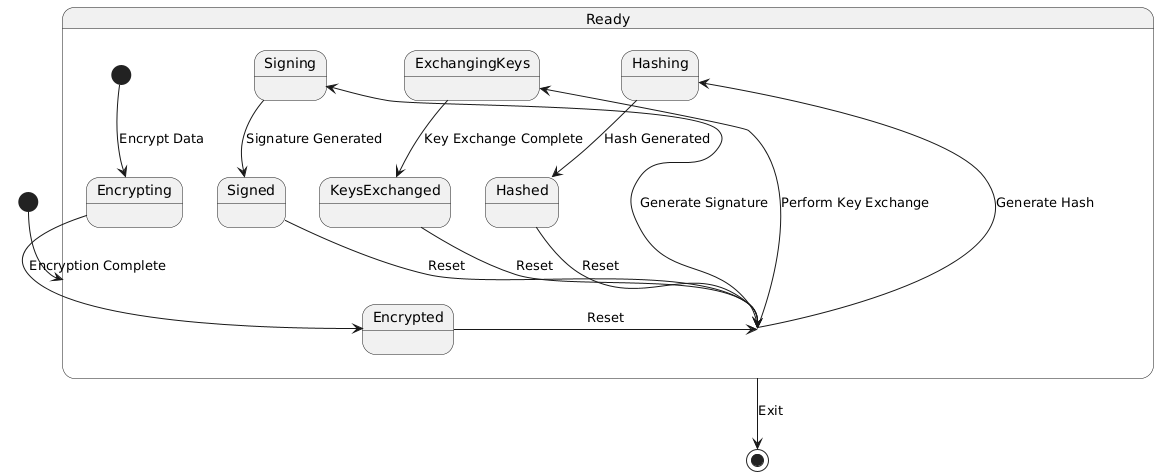 Ready
Signing
ExchangingKeys
Hashing
Encrypt Data
Signature Generated
Key Exchange Complete
Hash Generated
Encrypting
Signed
KeysExchanged
Hashed
Generate Signature
Perform Key Exchange
Generate Hash
Encryption Complete
Reset
Reset
Reset
Encrypted
Reset
Exit